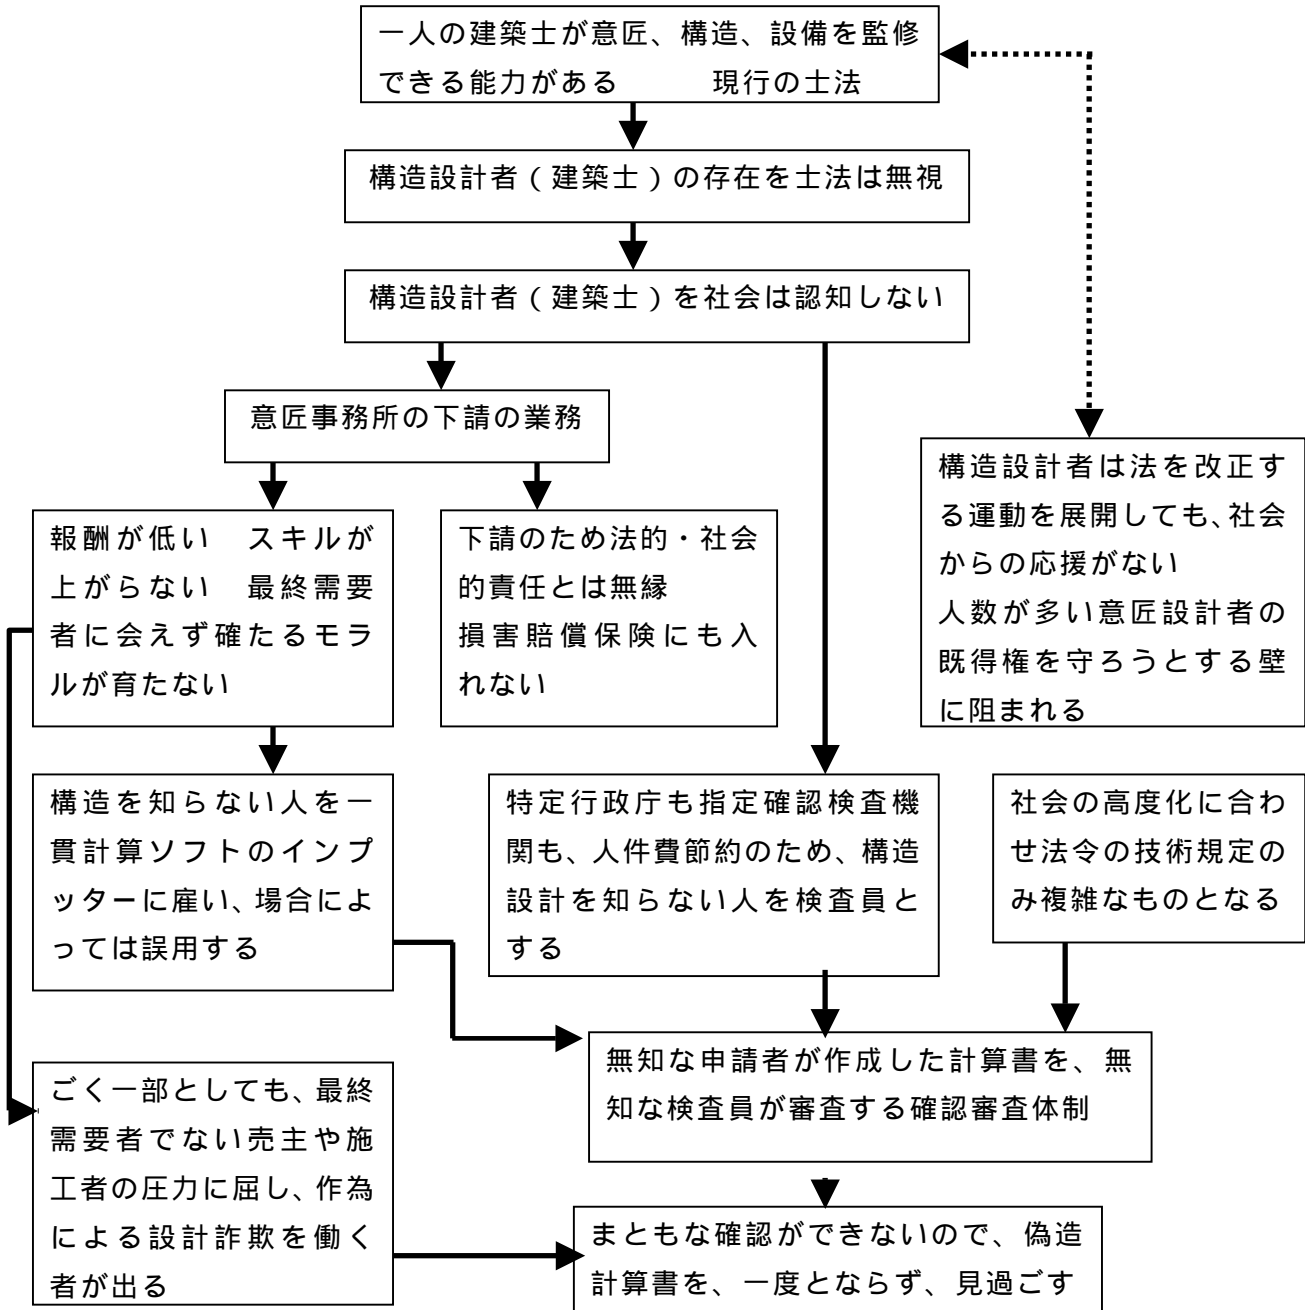 一人の建築士が意匠、構造、設備を監修
できる能力がある　　　現行の士法
構造設計者（建築士）の存在を士法は無視
構造設計者（建築士）を社会は認知しない
意匠事務所の下請の業務
報酬が低い　スキルが
上がらない　最終需要
者に会えず確たるモラ
ルが育たない
下請のため法的・社会
的責任とは無縁
損害賠償保険にも入
れない
構造設計者は法を改正す
る運動を展開しても、社会
からの応援がない
人数が多い意匠設計者の
既得権を守ろうとする壁
に阻まれる
構造を知らない人を一
貫計算ソフトのインプ
ッターに雇い、場合によ
っては誤用する
特定行政庁も指定確認検査機
関も、人件費節約のため、構造
設計を知らない人を検査員と
する
社会の高度化に合わ
せ法令の技術規定の
み複雑なものとなる
無知な申請者が作成した計算書を、無
知な検査員が審査する確認審査体制
ごく一部としても、最終
需要者でない売主や施
工者の圧力に屈し、作為
による設計詐欺を働く
者が出る
まともな確認ができないので、偽造
計算書を、一度とならず、見過ごす